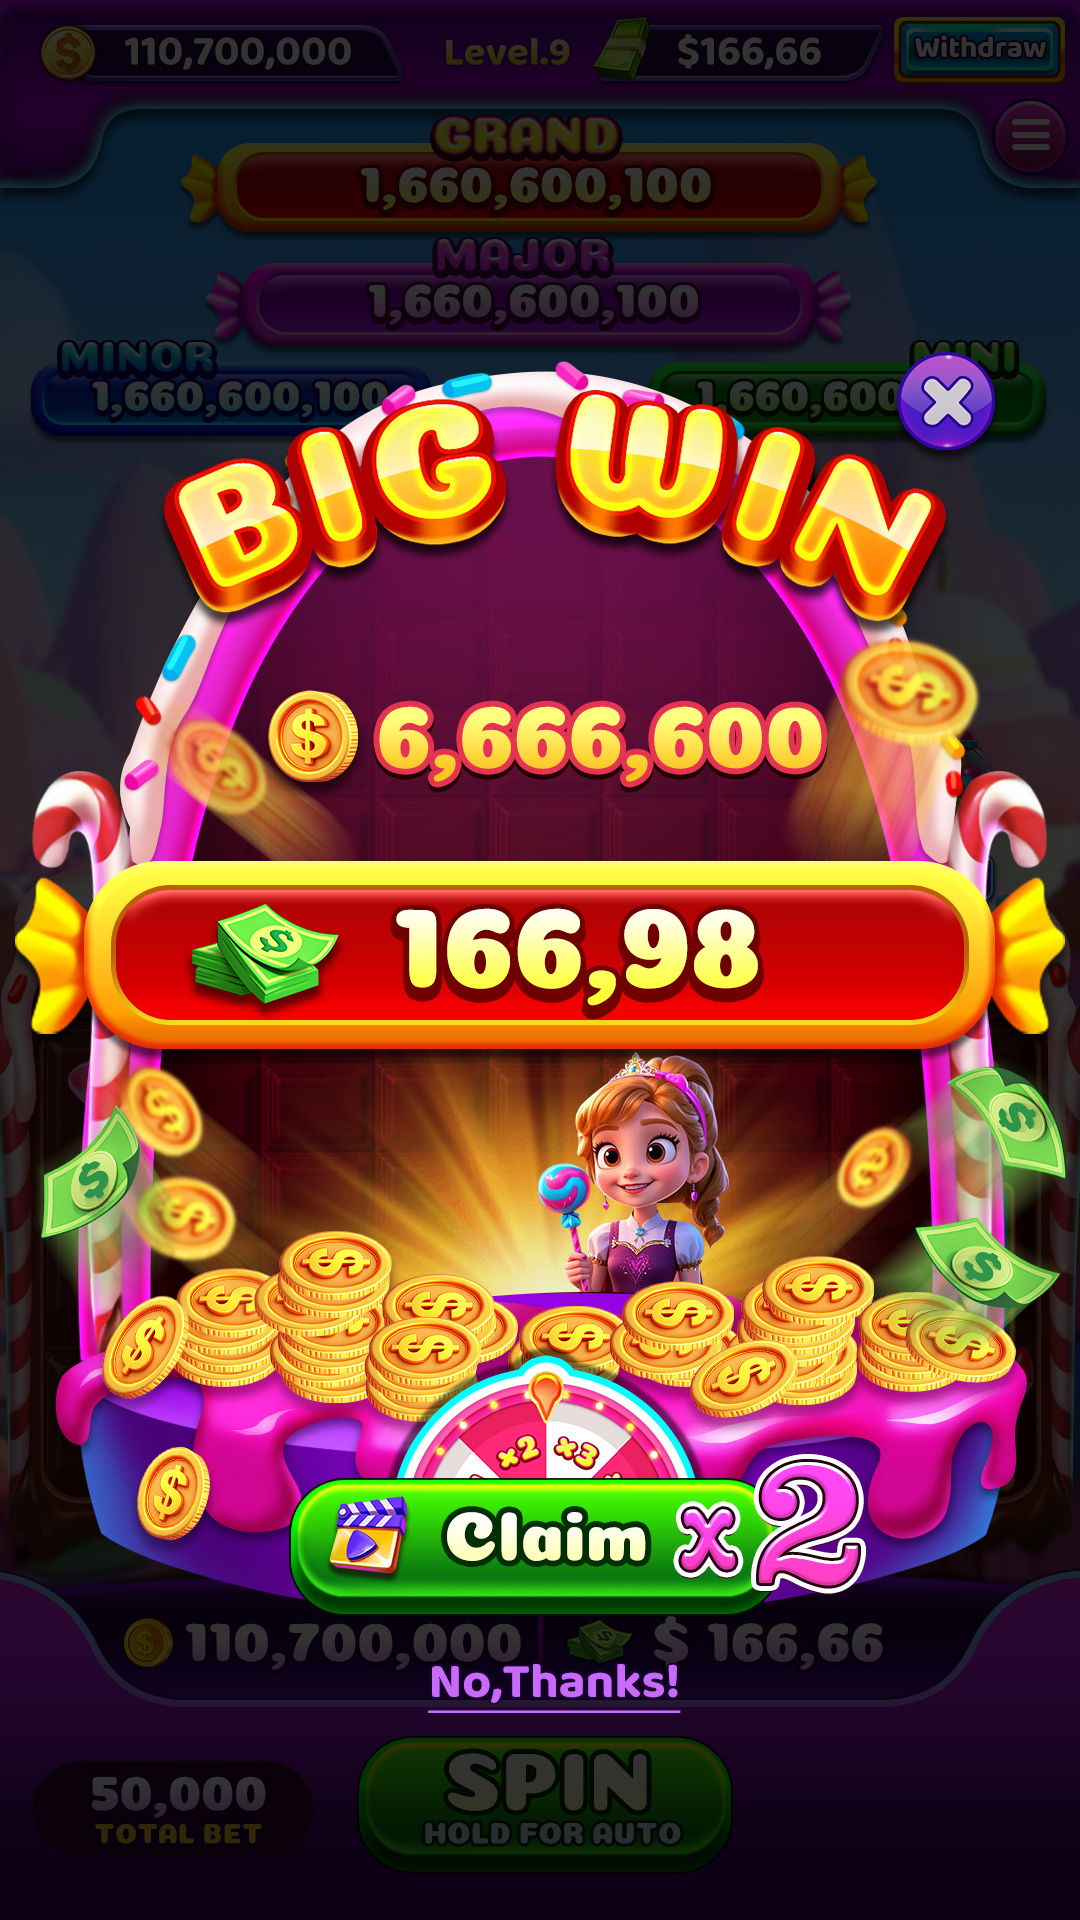 110,700,000
Level.9
$166,66
Withdraw
GRAND
1,660,600,100
MAJOR
1,660,600,100
MINOR
1,660,600,100
MINI
1,660,600
BIG WIN
6,666,600
166,98
x2 x3
Claim x2
110,700,000
$ 166,66
No,Thanks!
50,000
TOTAL BET
SPIN
HOLD FOR AUTO